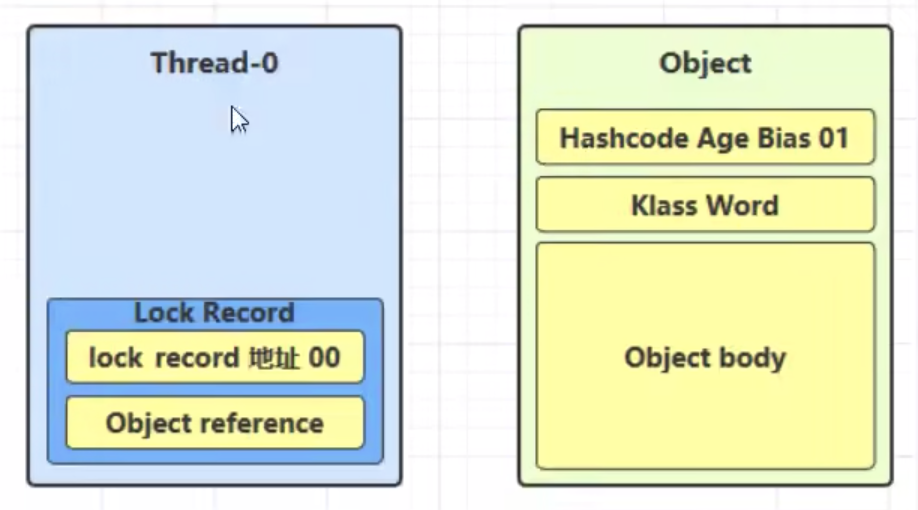 Thread-0
Lock Record
lock record 地址 00
Object reference
Object
Hashcode Age Bias 01
Klass Word
Object body